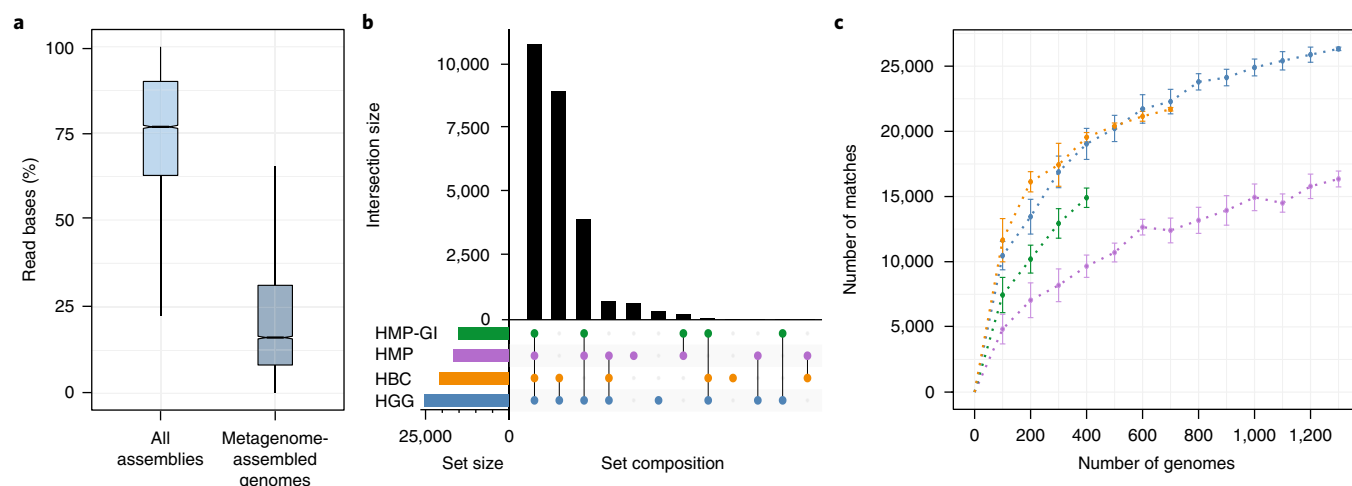 a
Read bases (%)
100
75
50
25
0
All
assemblies
Metagenome-
assembled
genomes
b
Intersection size
10,000
7,500
5,000
2,500
0
HMP-GI
HMP
HBC
HGG
25,000
0
Set size
Set composition
c
Number of matches
25,000
20,000
15,000
10,000
5,000
0
0
200
400
600
800
1,000
1,200
Number of genomes